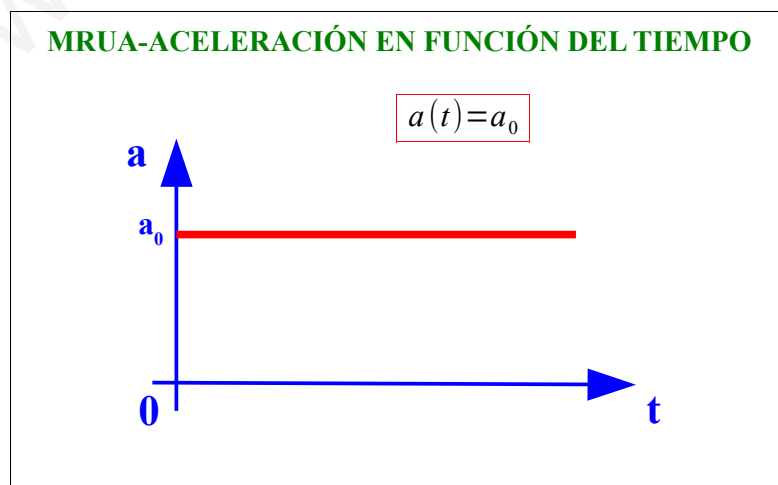 MRUA-ACELERACIÓN EN FUNCIÓN DEL TIEMPO
a(t)=a₀
a
a₀
0
t